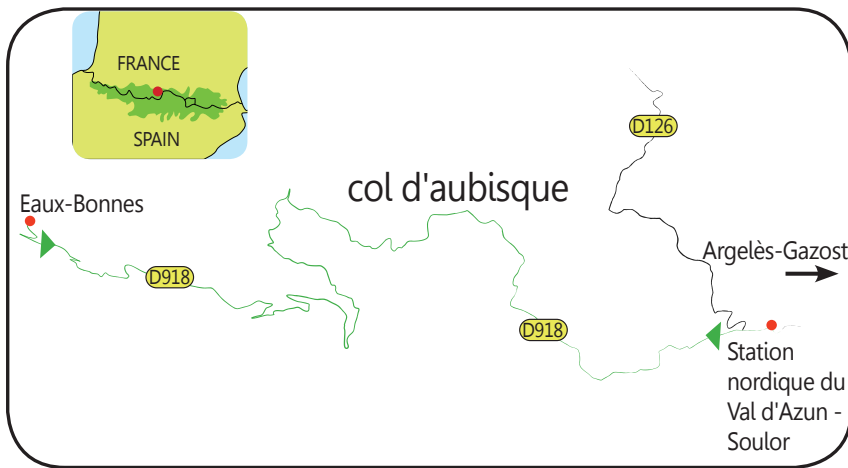 FRANCE
SPAIN
D126
col d'aubisque
Eaux-Bonnes
Argelès-Gazost
D918
D918
Station
nordique du
Val d'Azun -
Soulor